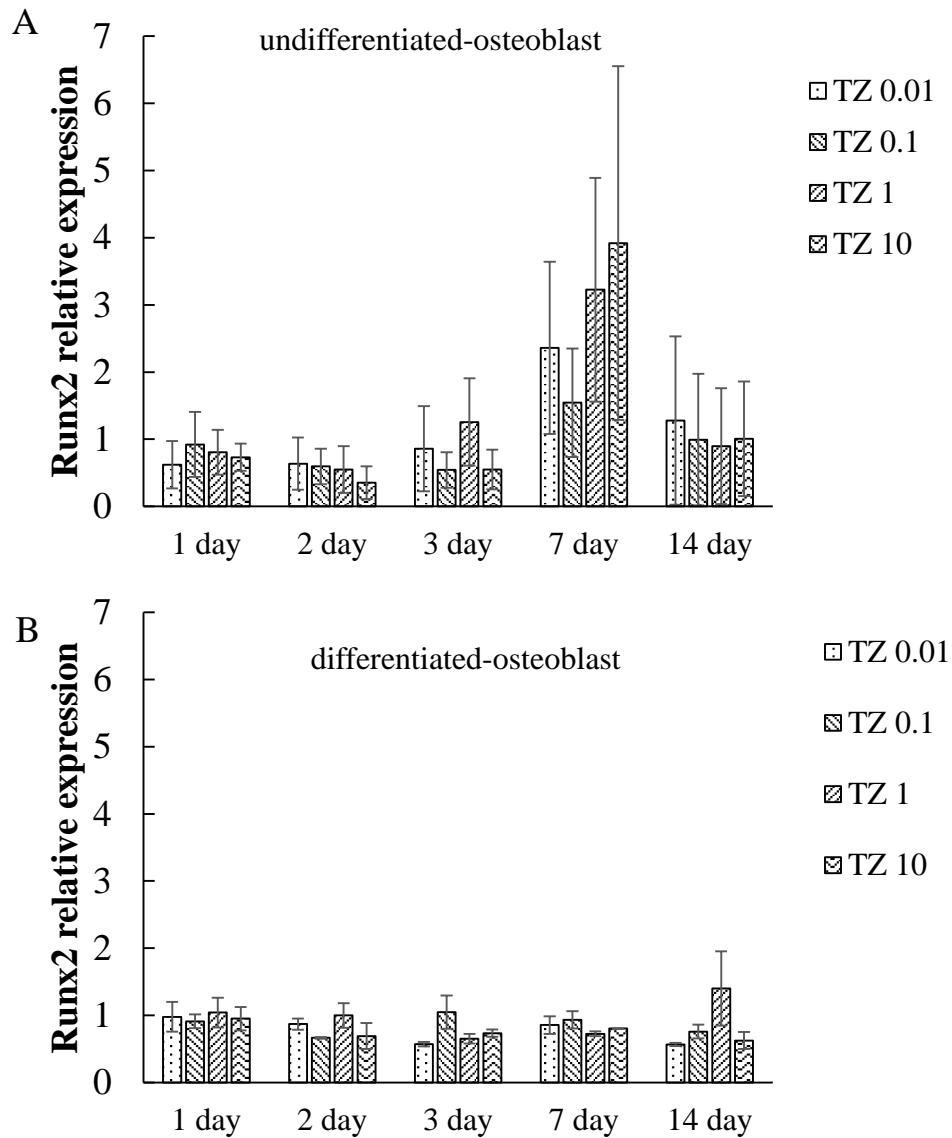 A
undifferentiated-osteoblast
Runx2 relative expression
7
6
5
4
3
2
1
0
1 day 2 day 3 day 7 day 14 day
TZ 0.01
TZ 0.1
TZ 1
TZ 10
B
differentiated-osteoblast
Runx2 relative expression
7
6
5
4
3
2
1
0
1 day 2 day 3 day 7 day 14 day
TZ 0.01
TZ 0.1
TZ 1
TZ 10